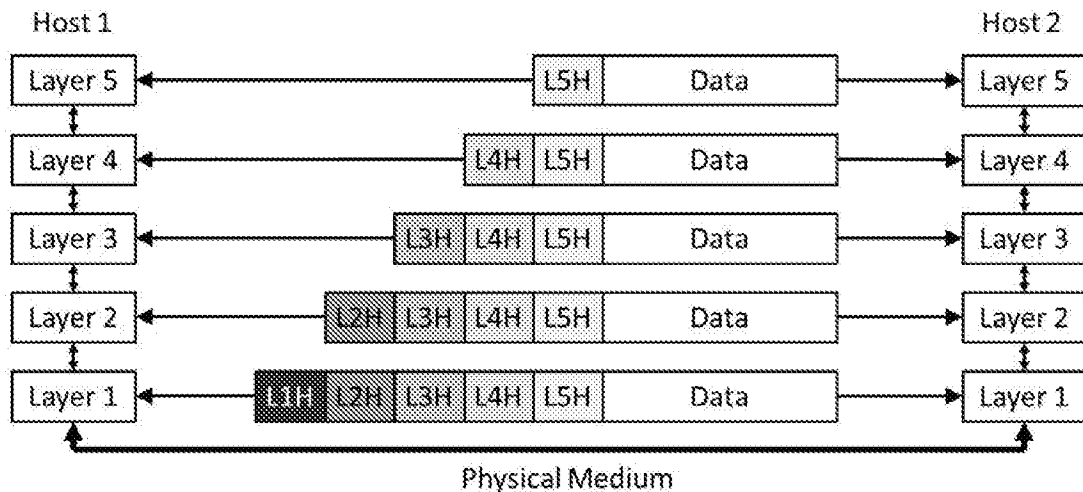 Host 1 Host 2
Layer 5 L5H Data Layer 5
Layer 4 L4H L5H Data Layer 4
Layer 3 L3H L4H L5H Data Layer 3
Layer 2 L2H L3H L4H L5H Data Layer 2
Layer 1 L1H L2H L3H L4H L5H Data Layer 1
Physical Medium